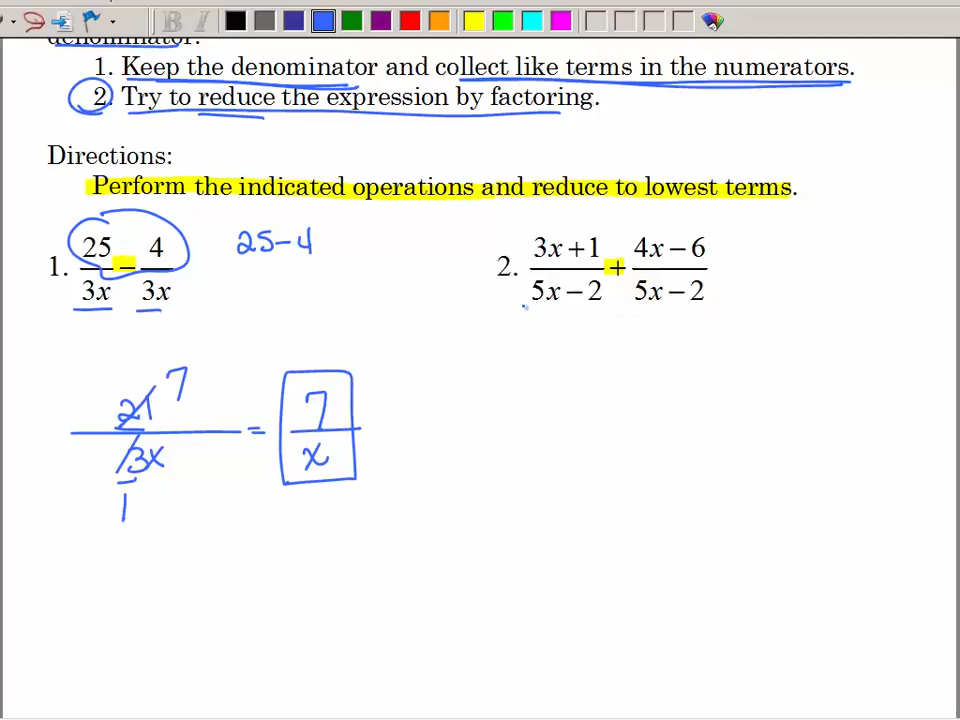 denominator:
1. Keep the denominator and collect like terms in the numerators.
2. Try to reduce the expression by factoring.
Directions:
Perform the indicated operations and reduce to lowest terms.
1. 25/3x − 4/3x
25-4
2. (3x + 1)/(5x − 2) + (4x − 6)/(5x − 2)
21 7
3x
1
= 7/x
B I